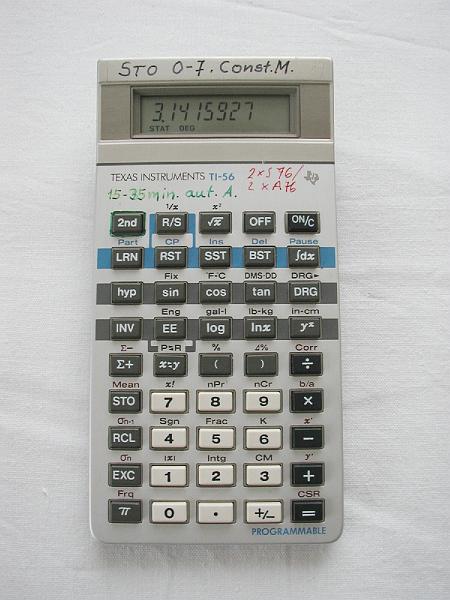 STO 0-7. Const.M.
3.1415927
STAT DEG
TEXAS INSTRUMENTS TI-56 2 x S 76/
15-35min. aut. A. 2 x A76
1/x x²
2nd R/S √x OFF ON/C
Part CP Ins Del Pause
LRN RST SST BST ∫dx
Fix °F-°C DMS-DD DRG►
hyp sin cos tan DRG
Eng gal-l lb-kg in-cm
INV EE log lnx yˣ
Σ- P⇄R % Δ% Corr
Σ+ x⇄y ( ) ÷
Mean x! nPr nCr b/a
STO 7 8 9 ×
σn-1 Sgn Frac K x'
RCL 4 5 6 −
σn |x| Intg CM y'
EXC 1 2 3 +
Frq CSR
π 0 . +/− =
PROGRAMMABLE